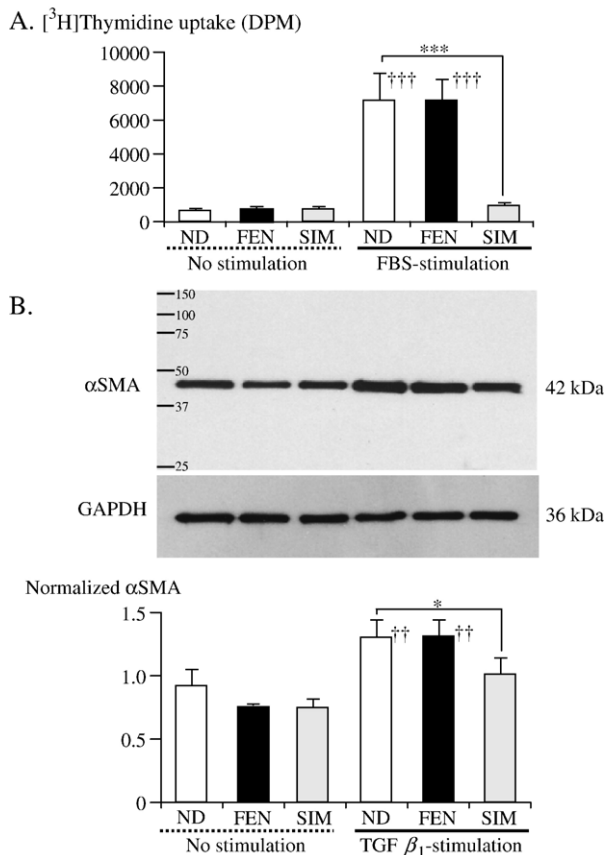 A. [³H]Thymidine uptake (DPM)
***
10000
††† †††
8000
6000
4000
2000
0
ND FEN SIM ND FEN SIM
No stimulation FBS-stimulation
B.
150
100
75
50
αSMA 42 kDa
37
25
GAPDH 36 kDa
Normalized αSMA
1.5
*
†† ††
1.0
0.5
0
ND FEN SIM ND FEN SIM
No stimulation TGF β₁-stimulation